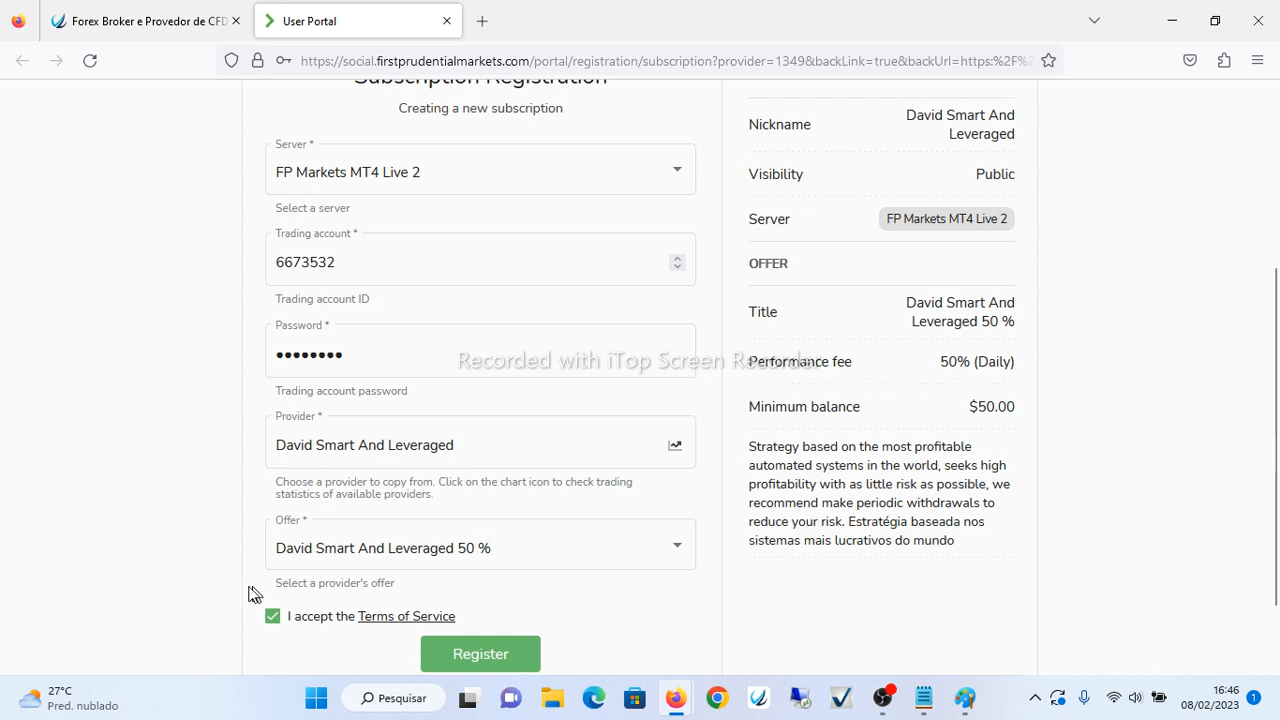 Forex Broker e Provedor de CFD
User Portal
https://social.firstprudentialmarkets.com/portal/registration/subscription?provider=1349&backLink=true&backUrl=https:%2F%2
Subscription Registration
Creating a new subscription
Server *
FP Markets MT4 Live 2
Select a server
Trading account *
6673532
Trading account ID
Password *
••••••••
Trading account password
Provider *
David Smart And Leveraged
Choose a provider to copy from. Click on the chart icon to check trading
statistics of available providers.
Offer *
David Smart And Leveraged 50 %
Select a provider's offer
I accept the Terms of Service
Register
Nickname
David Smart And
Leveraged
Visibility
Public
Server
FP Markets MT4 Live 2
OFFER
Title
David Smart And
Leveraged 50 %
Performance fee
50% (Daily)
Minimum balance
$50.00
Strategy based on the most profitable
automated systems in the world, seeks high
profitability with as little risk as possible, we
recommend make periodic withdrawals to
reduce your risk. Estratégia baseada nos
sistemas mais lucrativos do mundo
Recorded with iTop Screen Recorder
27°C
Pred. nublado
Pesquisar
16:46
08/02/2023
1